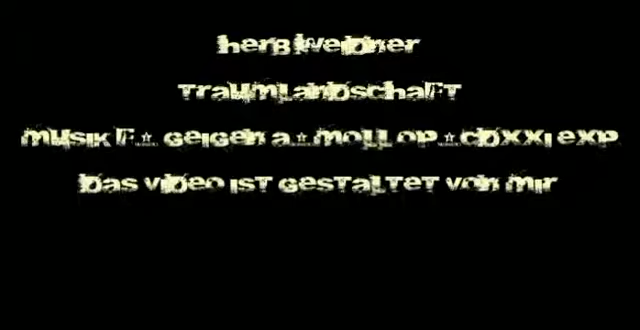 Herb Weidner
Traumlandschaft
Musik F★ Geigen a★moll op★CDXXI exp
Das Video ist gestaltet von mir